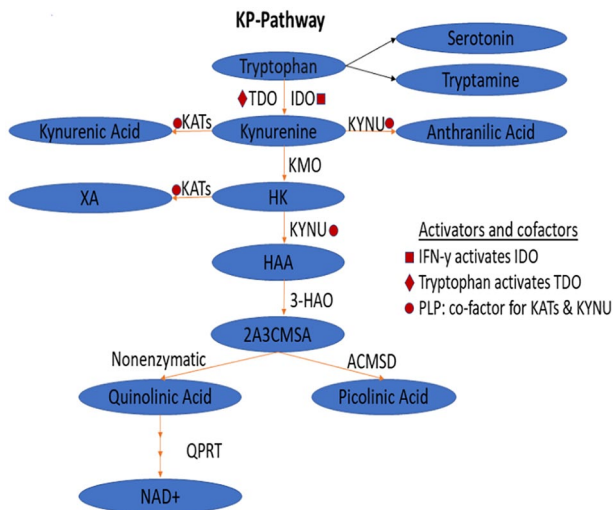 KP-Pathway
Serotonin
Tryptophan
Tryptamine
TDO IDO
Kynurenic Acid KATs Kynurenine KYNU Anthranilic Acid
KMO
XA KATs HK
KYNU
HAA
3-HAO
2A3CMSA
Nonenzymatic ACMSD
Quinolinic Acid Picolinic Acid
QPRT
NAD+
Activators and cofactors
IFN-y activates IDO
Tryptophan activates TDO
PLP: co-factor for KATs & KYNU